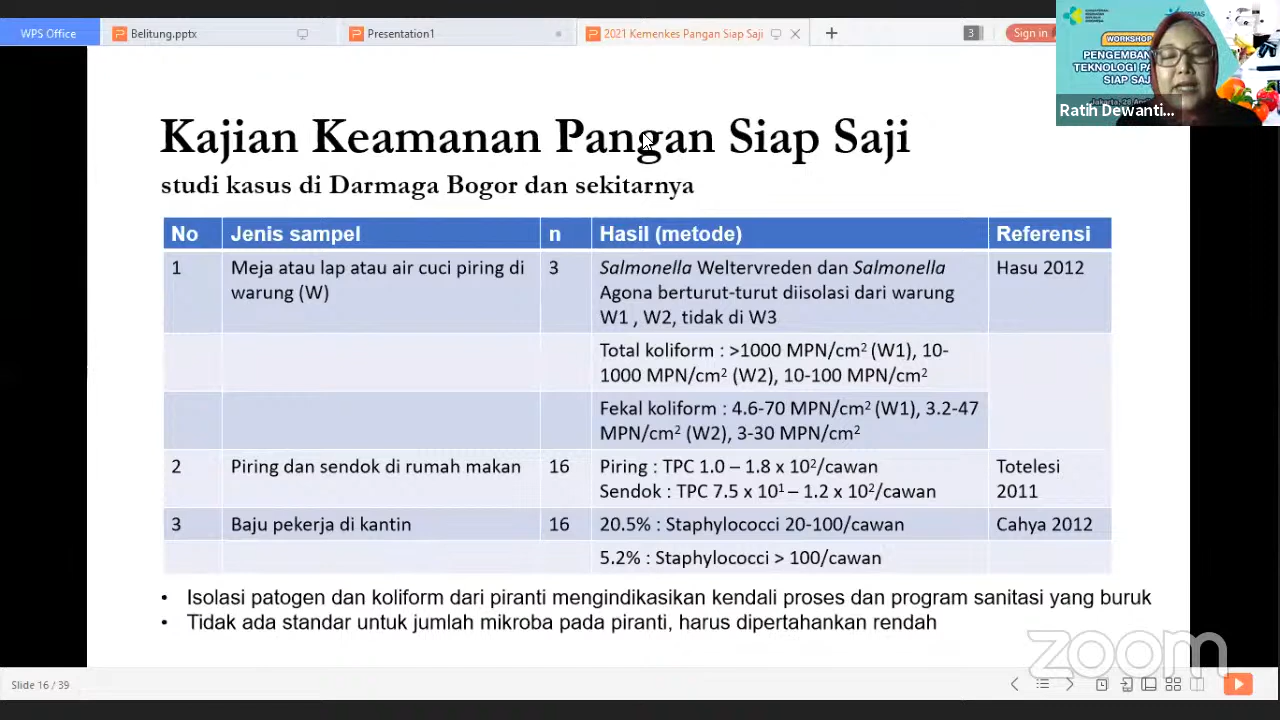 WPS Office
Belitung.pptx
Presentation1
2021 Kemenkes Pangan Siap Saji
3
Sign in
WORKSHOP
PENGEMBAN
TEKNOLOGI PA
SIAP SAJ
Ratih Dewanti...
Kajian Keamanan Pangan Siap Saji
studi kasus di Darmaga Bogor dan sekitarnya
No Jenis sampel n Hasil (metode) Referensi
1 Meja atau lap atau air cuci piring di warung (W) 3 Salmonella Weltervreden dan Salmonella Hasu 2012
Agona berturut-turut diisolasi dari warung
W1 , W2, tidak di W3
Total koliform : >1000 MPN/cm² (W1), 10-
1000 MPN/cm² (W2), 10-100 MPN/cm²
Fekal koliform : 4.6-70 MPN/cm² (W1), 3.2-47
MPN/cm² (W2), 3-30 MPN/cm²
2 Piring dan sendok di rumah makan 16 Piring : TPC 1.0 – 1.8 x 10²/cawan Totelesi
Sendok : TPC 7.5 x 10¹ – 1.2 x 10²/cawan 2011
3 Baju pekerja di kantin 16 20.5% : Staphylococci 20-100/cawan Cahya 2012
5.2% : Staphylococci > 100/cawan
• Isolasi patogen dan koliform dari piranti mengindikasikan kendali proses dan program sanitasi yang buruk
• Tidak ada standar untuk jumlah mikroba pada piranti, harus dipertahankan rendah
zoom
Slide 16 / 39